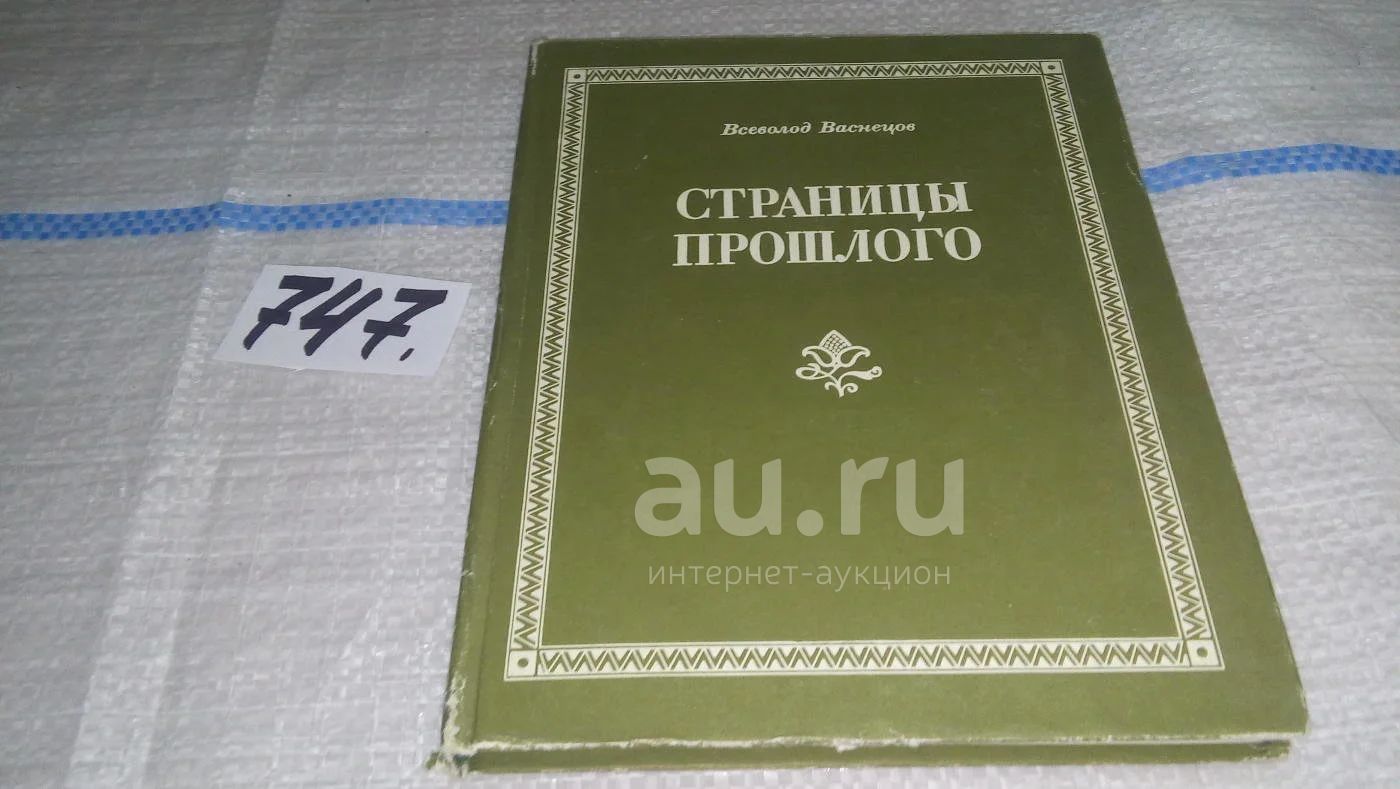 Всеволод Васнецов
СТРАНИЦЫ
ПРОШЛОГО
747.
au.ru
интернет-аукцион